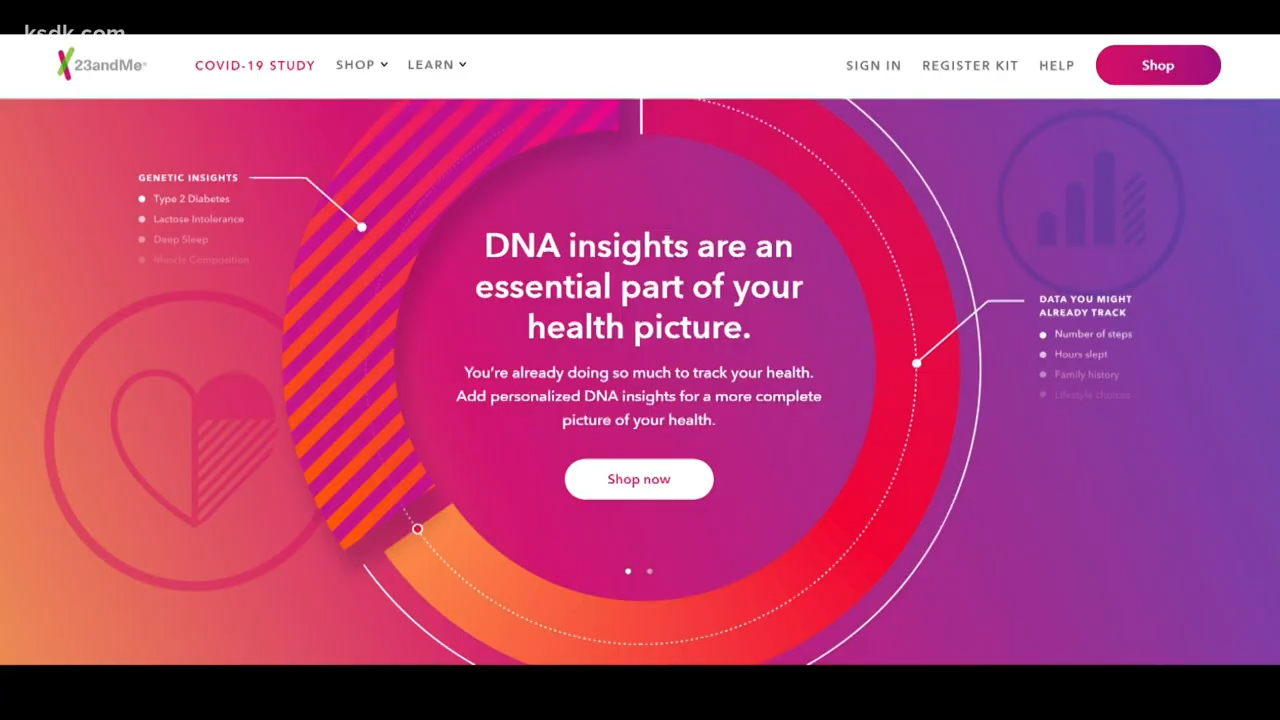 ksdk.com
23andMe
COVID-19 STUDY
SHOP
LEARN
SIGN IN
REGISTER KIT
HELP
Shop
GENETIC INSIGHTS
Type 2 Diabetes
Lactose Intolerance
Deep Sleep
Muscle Composition
DNA insights are an
essential part of your
health picture.
You're already doing so much to track your health.
Add personalized DNA insights for a more complete
picture of your health.
Shop now
DATA YOU MIGHT
ALREADY TRACK
Number of steps
Hours slept
Family history
Lifestyle choices